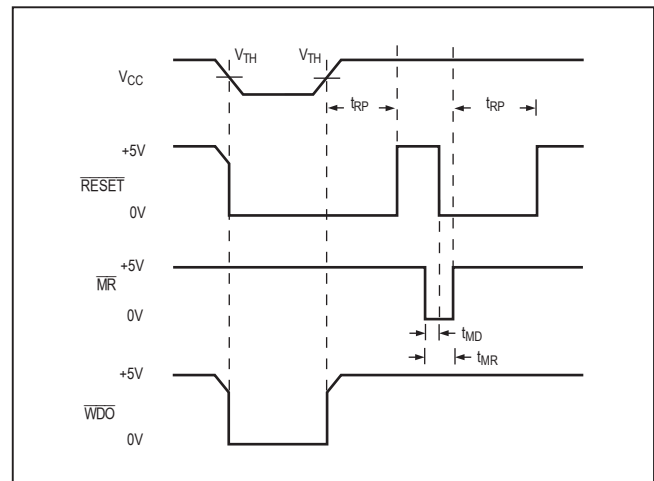 VTH VTH
VCC
tRP tRP
+5V
RESET
0V
+5V
MR
0V
tMD
tMR
+5V
WDO
0V